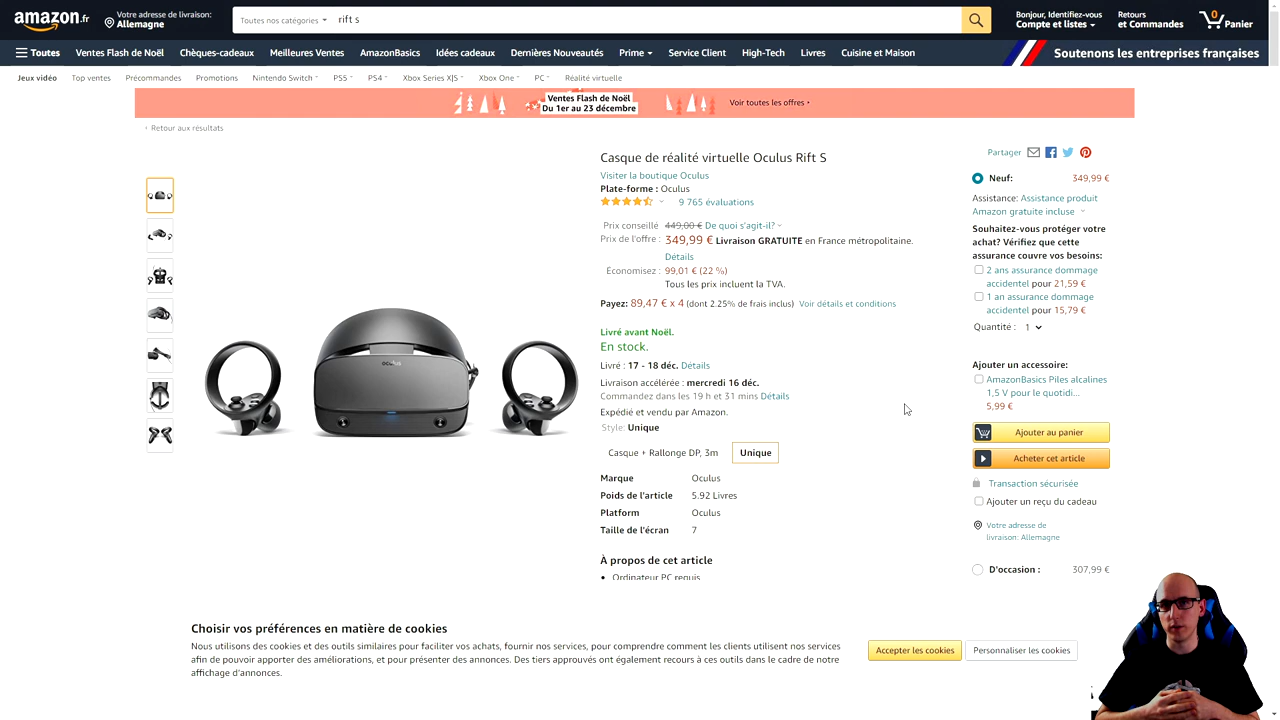 amazon.fr
Votre adresse de livraison:
Allemagne
Toutes nos catégories
rift s
Bonjour, Identifiez-vous
Compte et listes
Retours
et Commandes
0
Panier
Toutes
Ventes Flash de Noël
Chèques-cadeaux
Meilleures Ventes
AmazonBasics
Idées cadeaux
Dernières Nouveautés
Prime
Service Client
High-Tech
Livres
Cuisine et Maison
Soutenons les entreprises françaises
Jeux vidéo
Top ventes
Précommandes
Promotions
Nintendo Switch
PS5
PS4
Xbox Series X|S
Xbox One
PC
Réalité virtuelle
Ventes Flash de Noël
Du 1er au 23 décembre
Voir toutes les offres ›
‹ Retour aux résultats
Casque de réalité virtuelle Oculus Rift S
Visiter la boutique Oculus
Plate-forme : Oculus
9 765 évaluations
Prix conseillé 449,00 € De quoi s'agit-il?
Prix de l'offre : 349,99 € Livraison GRATUITE en France métropolitaine.
Détails
Économisez : 99,01 € (22 %)
Tous les prix incluent la TVA.
Payez: 89,47 € x 4 (dont 2.25% de frais inclus) Voir détails et conditions
Livré avant Noël.
En stock.
Livré : 17 - 18 déc. Détails
Livraison accélérée : mercredi 16 déc.
Commandez dans les 19 h et 31 mins Détails
Expédié et vendu par Amazon.
Style: Unique
Casque + Rallonge DP, 3m
Unique
Marque Oculus
Poids de l'article 5.92 Livres
Platform Oculus
Taille de l'écran 7
À propos de cet article
• Ordinateur PC requis
oculus
Partager
Neuf: 349,99 €
Assistance: Assistance produit
Amazon gratuite incluse
Souhaitez-vous protéger votre
achat? Vérifiez que cette
assurance couvre vos besoins:
2 ans assurance dommage
accidentel pour 21,59 €
1 an assurance dommage
accidentel pour 15,79 €
Quantité : 1
Ajouter un accessoire:
AmazonBasics Piles alcalines
1,5 V pour le quotidi...
5,99 €
Ajouter au panier
Acheter cet article
Transaction sécurisée
Ajouter un reçu du cadeau
Votre adresse de
livraison: Allemagne
D'occasion : 307,99 €
Choisir vos préférences en matière de cookies
Nous utilisons des cookies et des outils similaires pour faciliter vos achats, fournir nos services, pour comprendre comment les clients utilisent nos services
afin de pouvoir apporter des améliorations, et pour présenter des annonces. Des tiers approuvés ont également recours à ces outils dans le cadre de notre
affichage d'annonces.
Accepter les cookies
Personnaliser les cookies